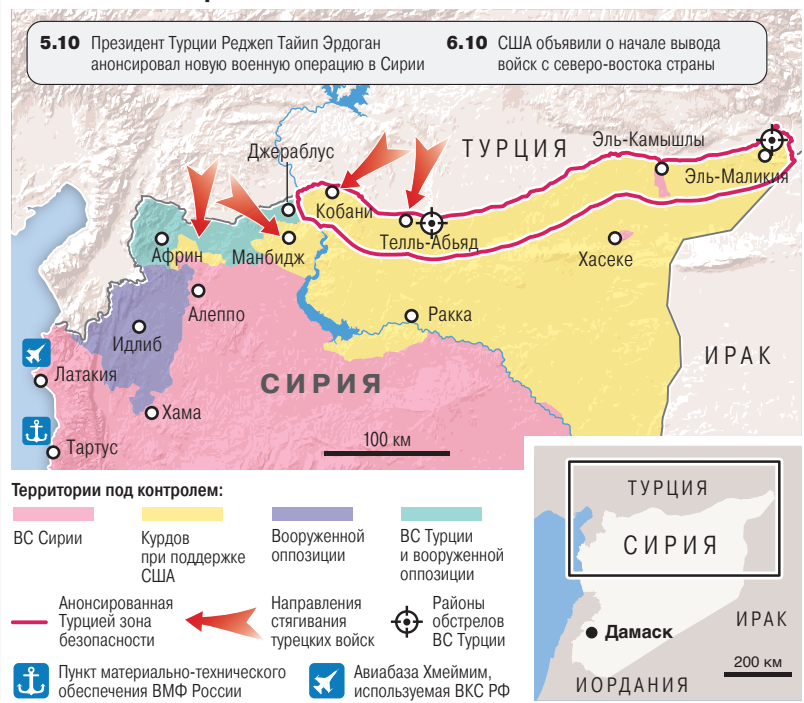 5.10 Президент Турции Реджеп Тайип Эрдоган
анонсировал новую военную операцию в Сирии
6.10 США объявили о начале вывода
войск с северо-востока страны
ТУРЦИЯ
Джераблус
Эль-Камышлы
Эль-Маликия
Кобани
Телль-Абьяд
Африн
Манбидж
Хасеке
Алеппо
Ракка
Идлиб
ИРАК
Латакия
СИРИЯ
Хама
100 км
Тартус
Территории под контролем:
ВС Сирии
Курдов
при поддержке
США
Вооруженной
оппозиции
ВС Турции
и вооруженной
оппозиции
Анонсированная
Турцией зона
безопасности
Направления
стягивания
турецких войск
Районы
обстрелов
ВС Турции
Пункт материально-технического
обеспечения ВМФ России
Авиабаза Хмеймим,
используемая ВКС РФ
ТУРЦИЯ
СИРИЯ
ИРАК
Дамаск
200 км
ИОРДАНИЯ